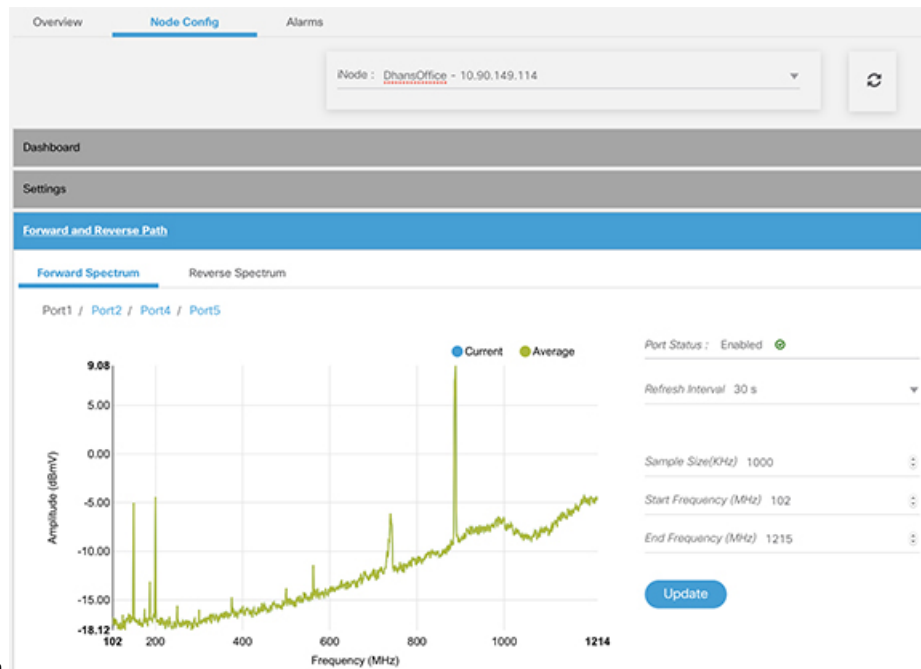 Overview Node Config Alarms
iNode : DhansOffice - 10.90.149.114
Dashboard
Settings
Forward and Reverse Path
Forward Spectrum Reverse Spectrum
Port1 / Port2 / Port4 / Port5
Current Average
Port Status : Enabled
Refresh Interval 30 s
Sample Size(KHz) 1000
Start Frequency (MHz) 102
End Frequency (MHz) 1215
Update
Amplitude (dBmV)
9.08
5.00
0.00
-5.00
-10.00
-15.00
-18.12
102 200 400 600 800 1000 1214
Frequency (MHz)